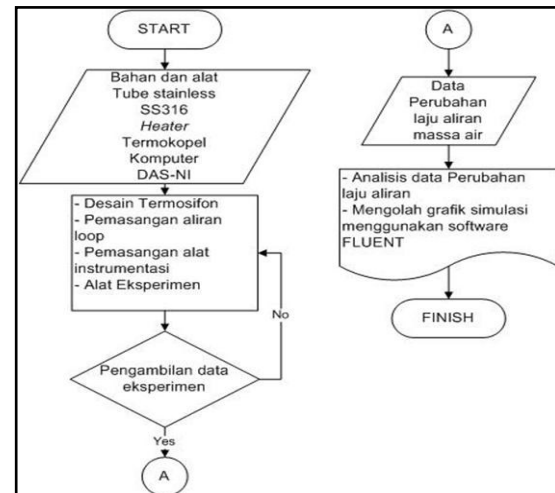 START
Bahan dan alat
Tube stainless
SS316
Heater
Termokopel
Komputer
DAS-NI
- Desain Termosifon
- Pemasangan aliran
loop
- Pemasangan alat
instrumentasi
- Alat Eksperimen
No
Pengambilan data
eksperimen
Yes
A
A
Data
Perubahan
laju aliran
massa air
- Analisis data Perubahan
laju aliran
- Mengolah grafik simulasi
menggunakan software
FLUENT
FINISH